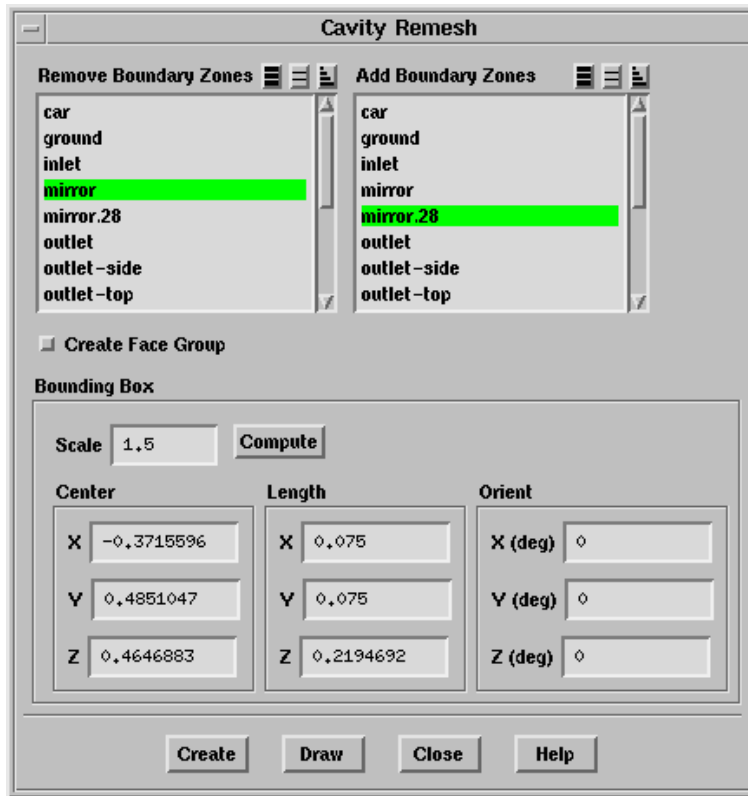 Cavity Remesh
Remove Boundary Zones
Add Boundary Zones
car
ground
inlet
mirror
mirror.28
outlet
outlet-side
outlet-top
car
ground
inlet
mirror
mirror.28
outlet
outlet-side
outlet-top
Create Face Group
Bounding Box
Scale 1.5 Compute
Center
X -0.3715596
Y 0.4851047
Z 0.4646883
Length
X 0.075
Y 0.075
Z 0.2194692
Orient
X (deg) 0
Y (deg) 0
Z (deg) 0
Create Draw Close Help